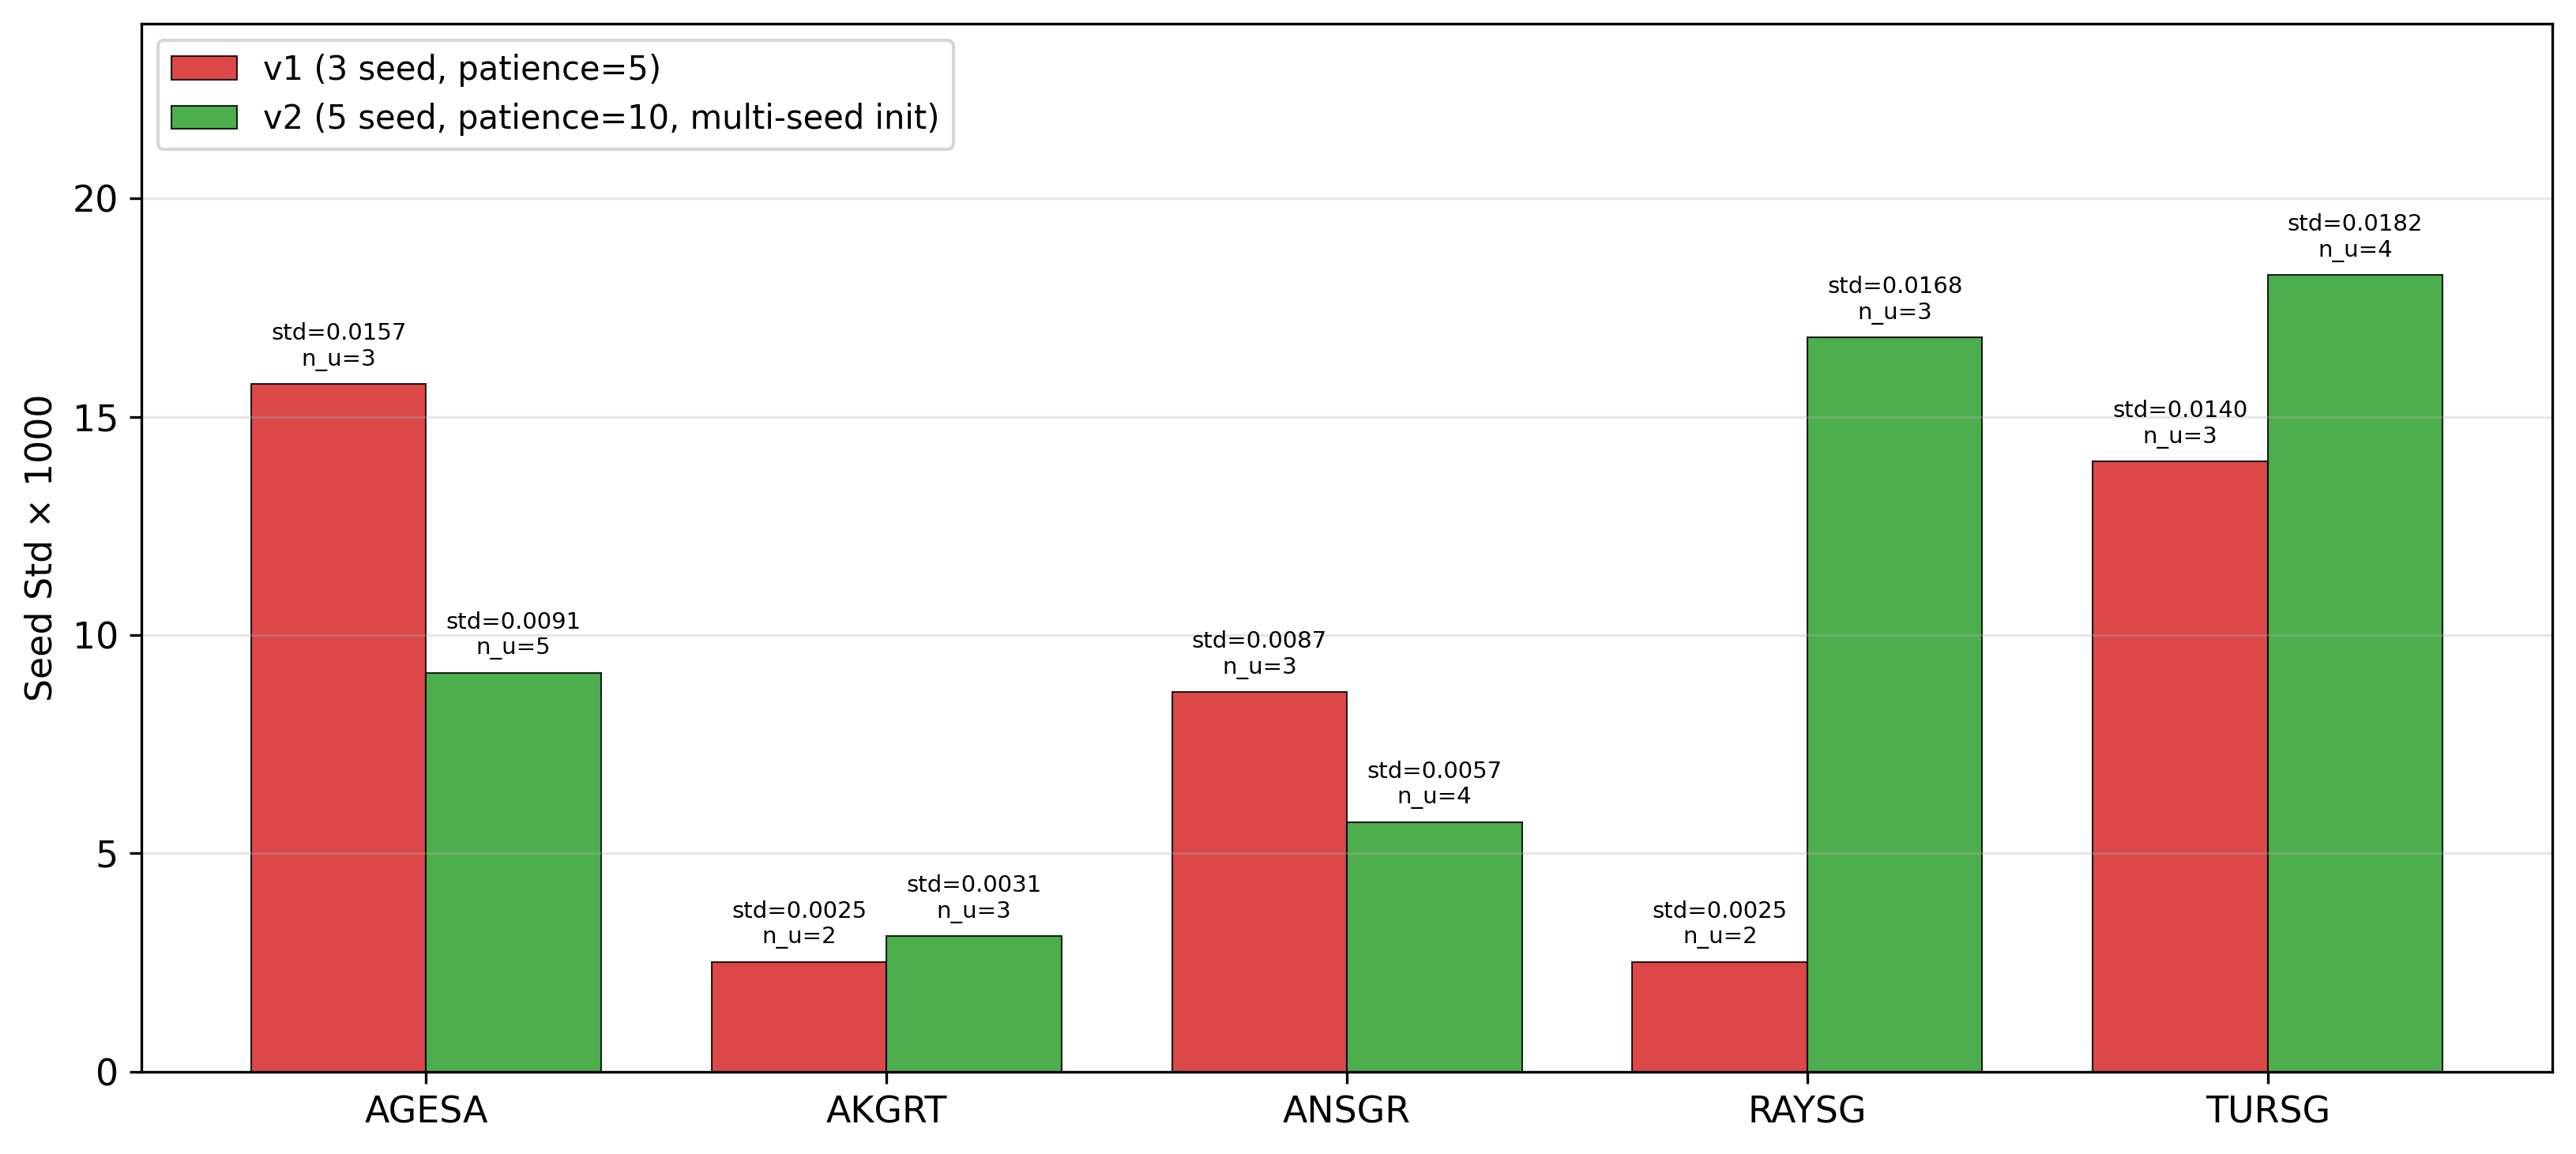 v1 (3 seed, patience=5)
v2 (5 seed, patience=10, multi-seed init)
Seed Std × 1000
20
15
10
5
0
std=0.0157
n_u=3
std=0.0091
n_u=5
std=0.0025
n_u=2
std=0.0031
n_u=3
std=0.0087
n_u=3
std=0.0057
n_u=4
std=0.0025
n_u=2
std=0.0168
n_u=3
std=0.0140
n_u=3
std=0.0182
n_u=4
AGESA
AKGRT
ANSGR
RAYSG
TURSG